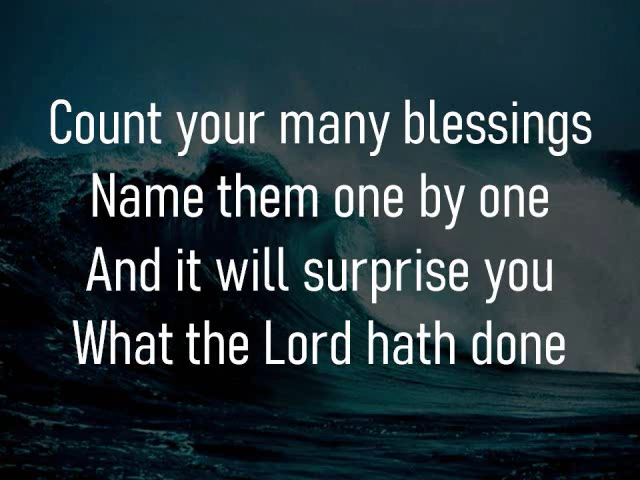 Count your many blessings
Name them one by one
And it will surprise you
What the Lord hath done